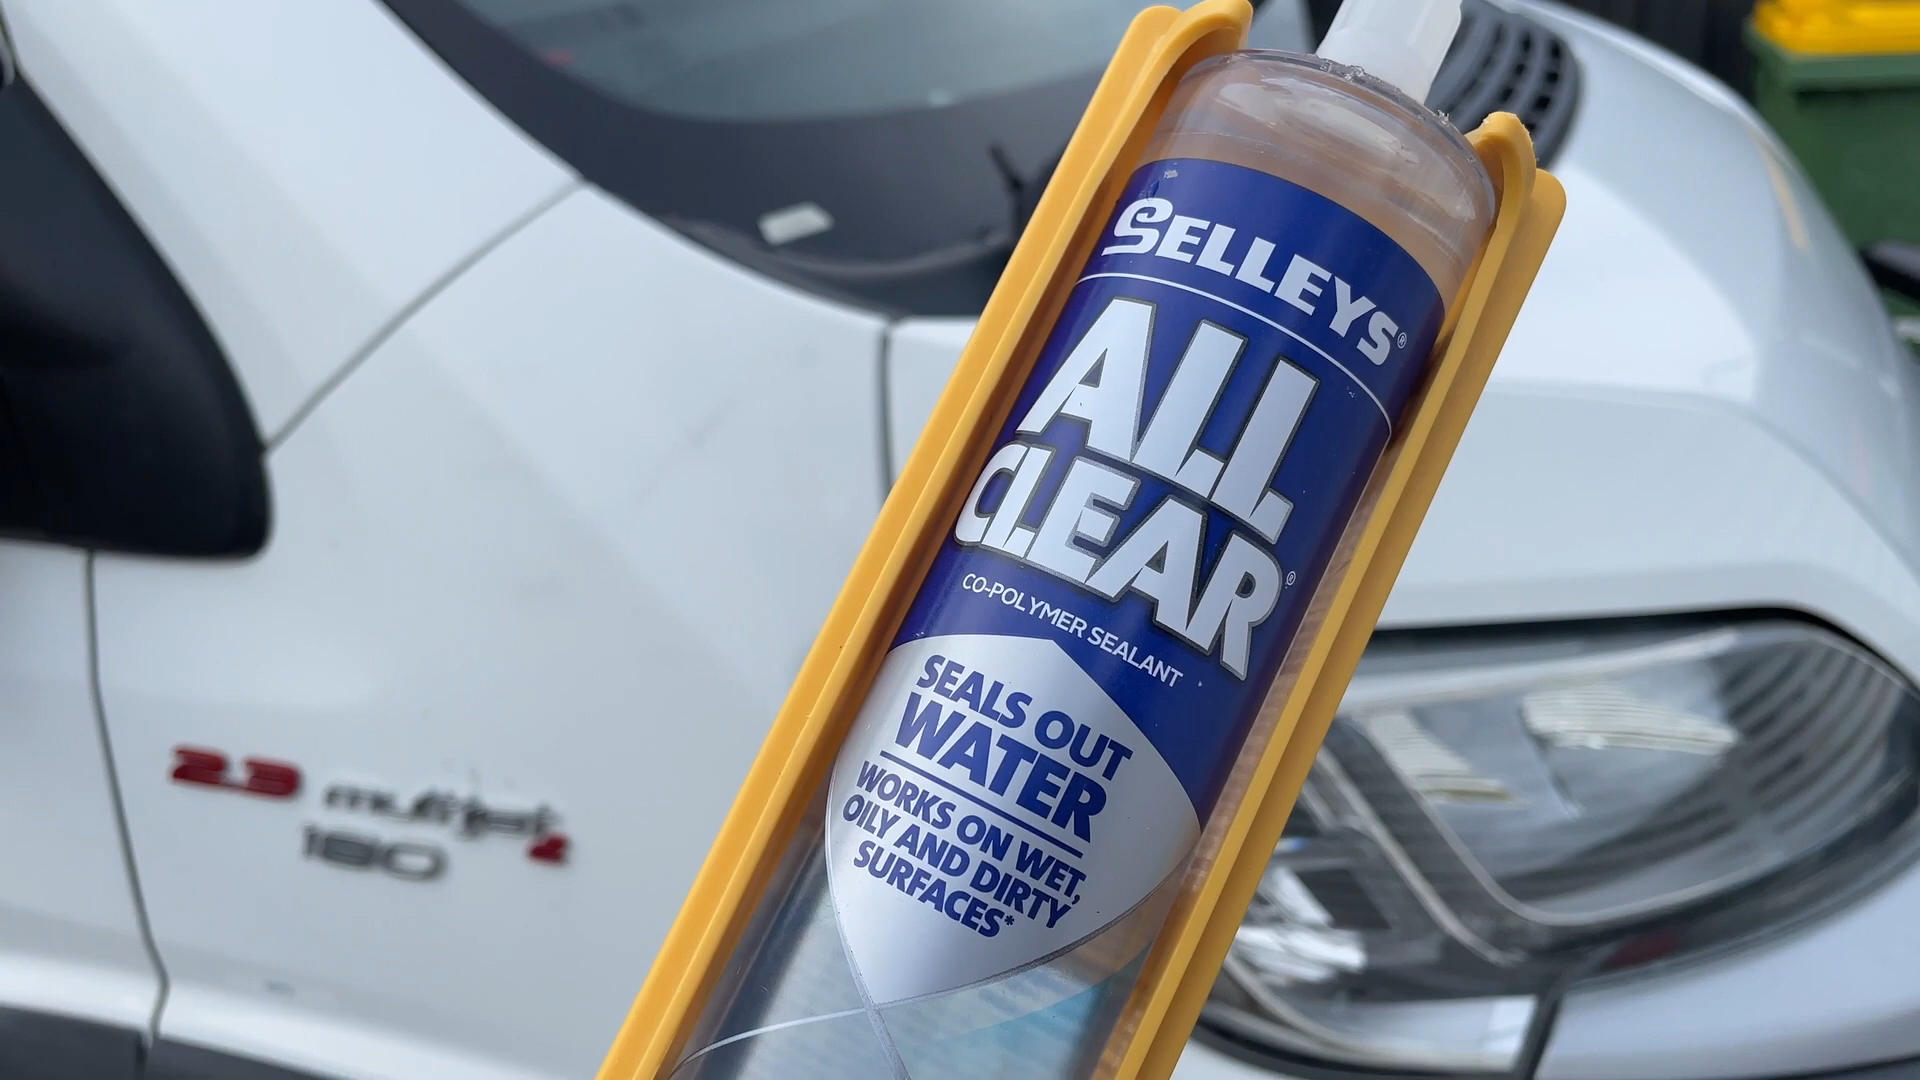 SELLEYS®
ALL
CLEAR®
CO-POLYMER SEALANT
SEALS OUT
WATER
WORKS ON WET,
OILY AND DIRTY
SURFACES*
2.3 multijet 2
180